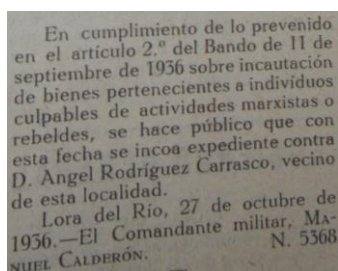 En cumplimiento de lo prevenido
en el artículo 2.º del Bando de 11 de
septiembre de 1936 sobre incautación
de bienes pertenecientes a indivíduos
culpables de actividades marxistas o
rebeldes, se hace público que con
esta fecha se incoa expediente contra
D. Angel Rodríguez Carrasco, vecino
de esta localidad.
Lora del Río, 27 de octubre de
1936.—El Comandante militar, MA-
NUEL CALDERÓN. N. 5368